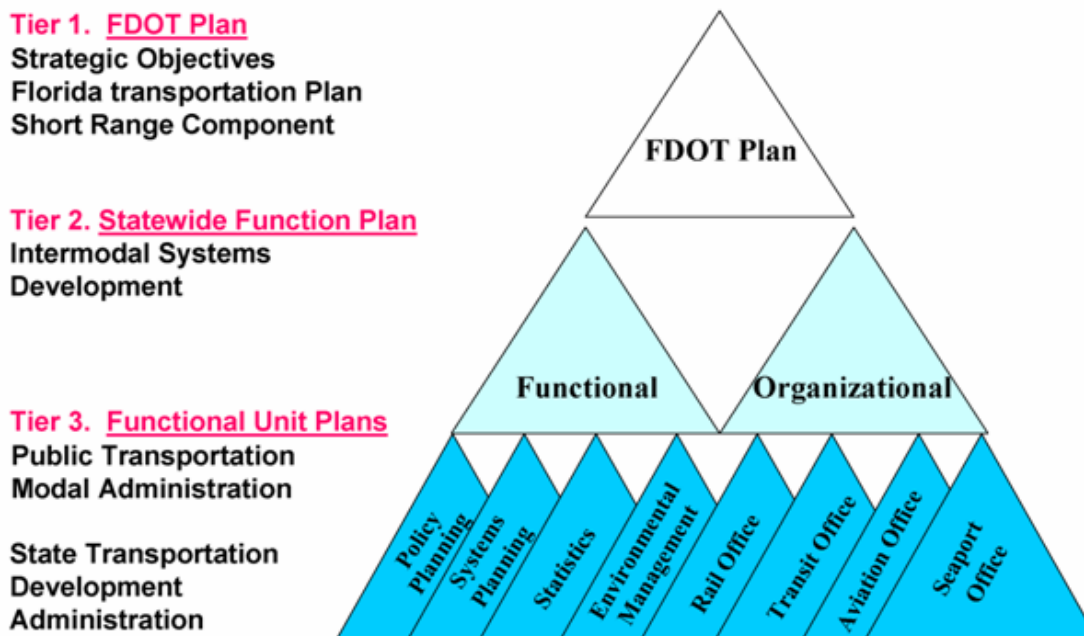 Tier 1. FDOT Plan
Strategic Objectives
Florida transportation Plan
Short Range Component
FDOT Plan
Tier 2. Statewide Function Plan
Intermodal Systems
Development
Functional
Organizational
Tier 3. Functional Unit Plans
Public Transportation
Modal Administration
State Transportation
Development
Administration
Policy
Planning
Systems
Planning
Statistics
Environmental
Management
Rail Office
Transit Office
Aviation Office
Seaport
Office